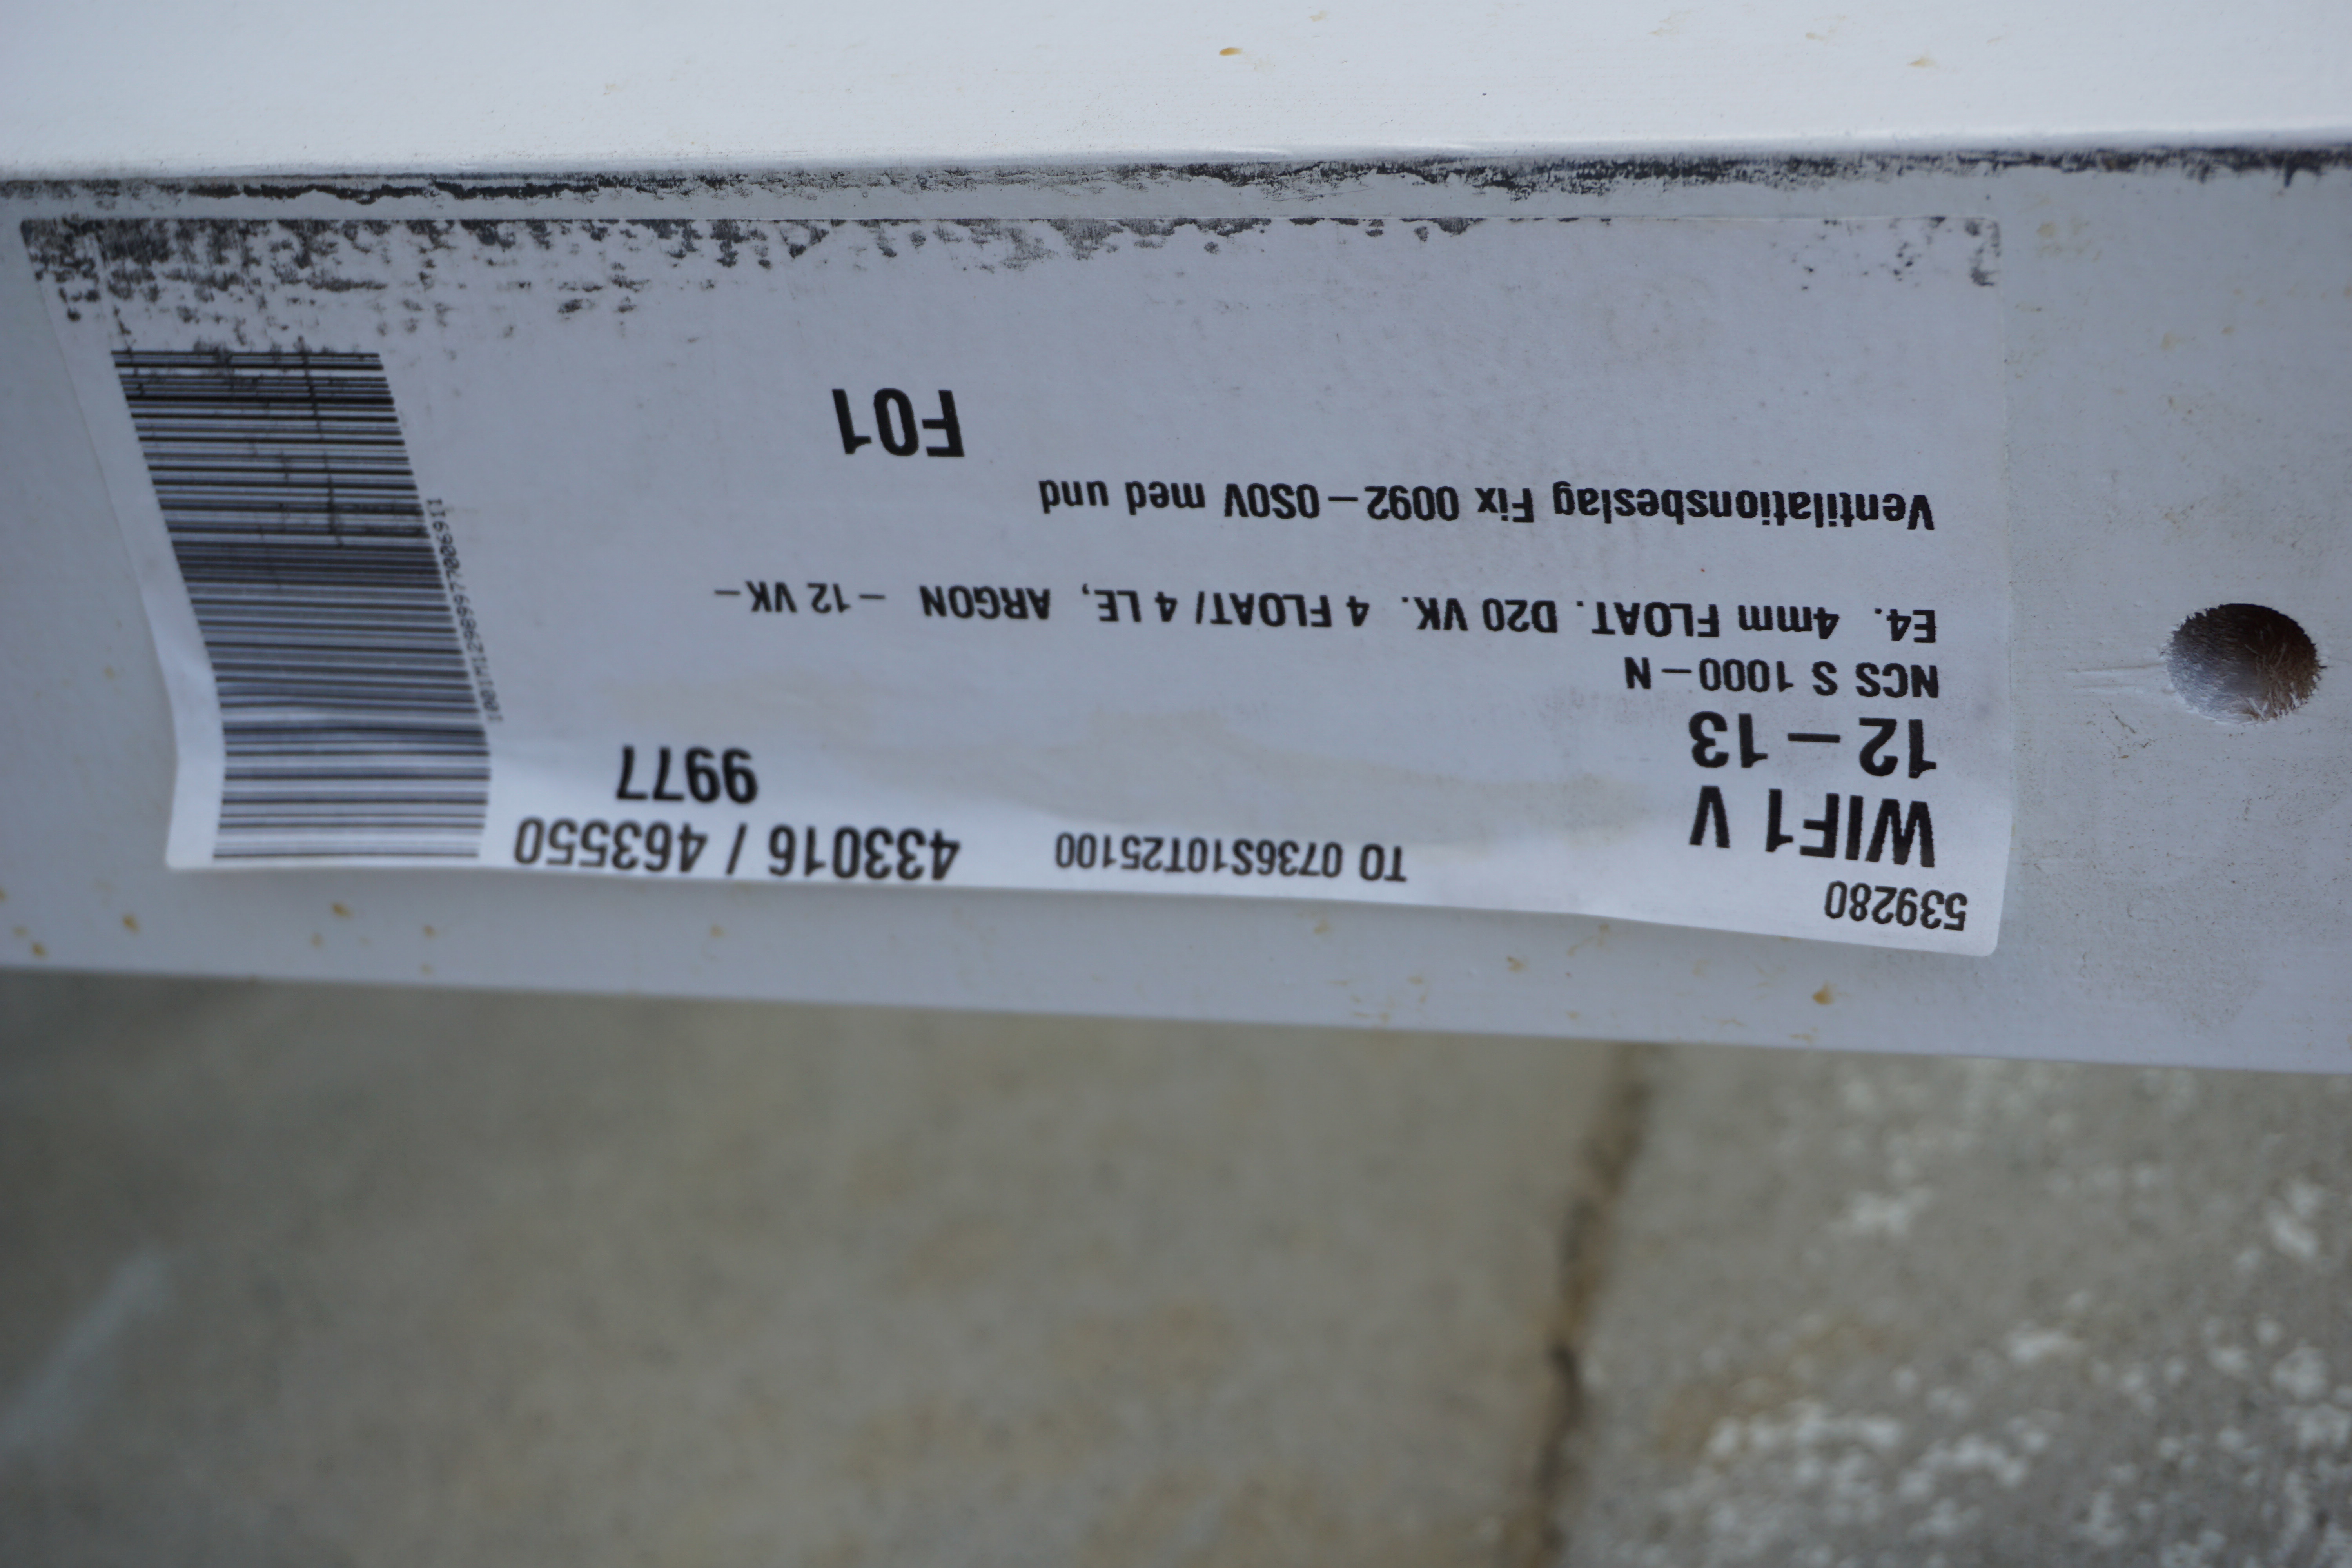 539280
WIF1 V
TO 0736S10T25100
433016 / 463550
12-13
9977
NCS S 1000-N
E4. 4mm FLOAT. D20 VK. 4 FLOAT/ 4 LE, ARGON -12 VK-
Ventilationsbeslag Fix 0092-0SOV med und
F01